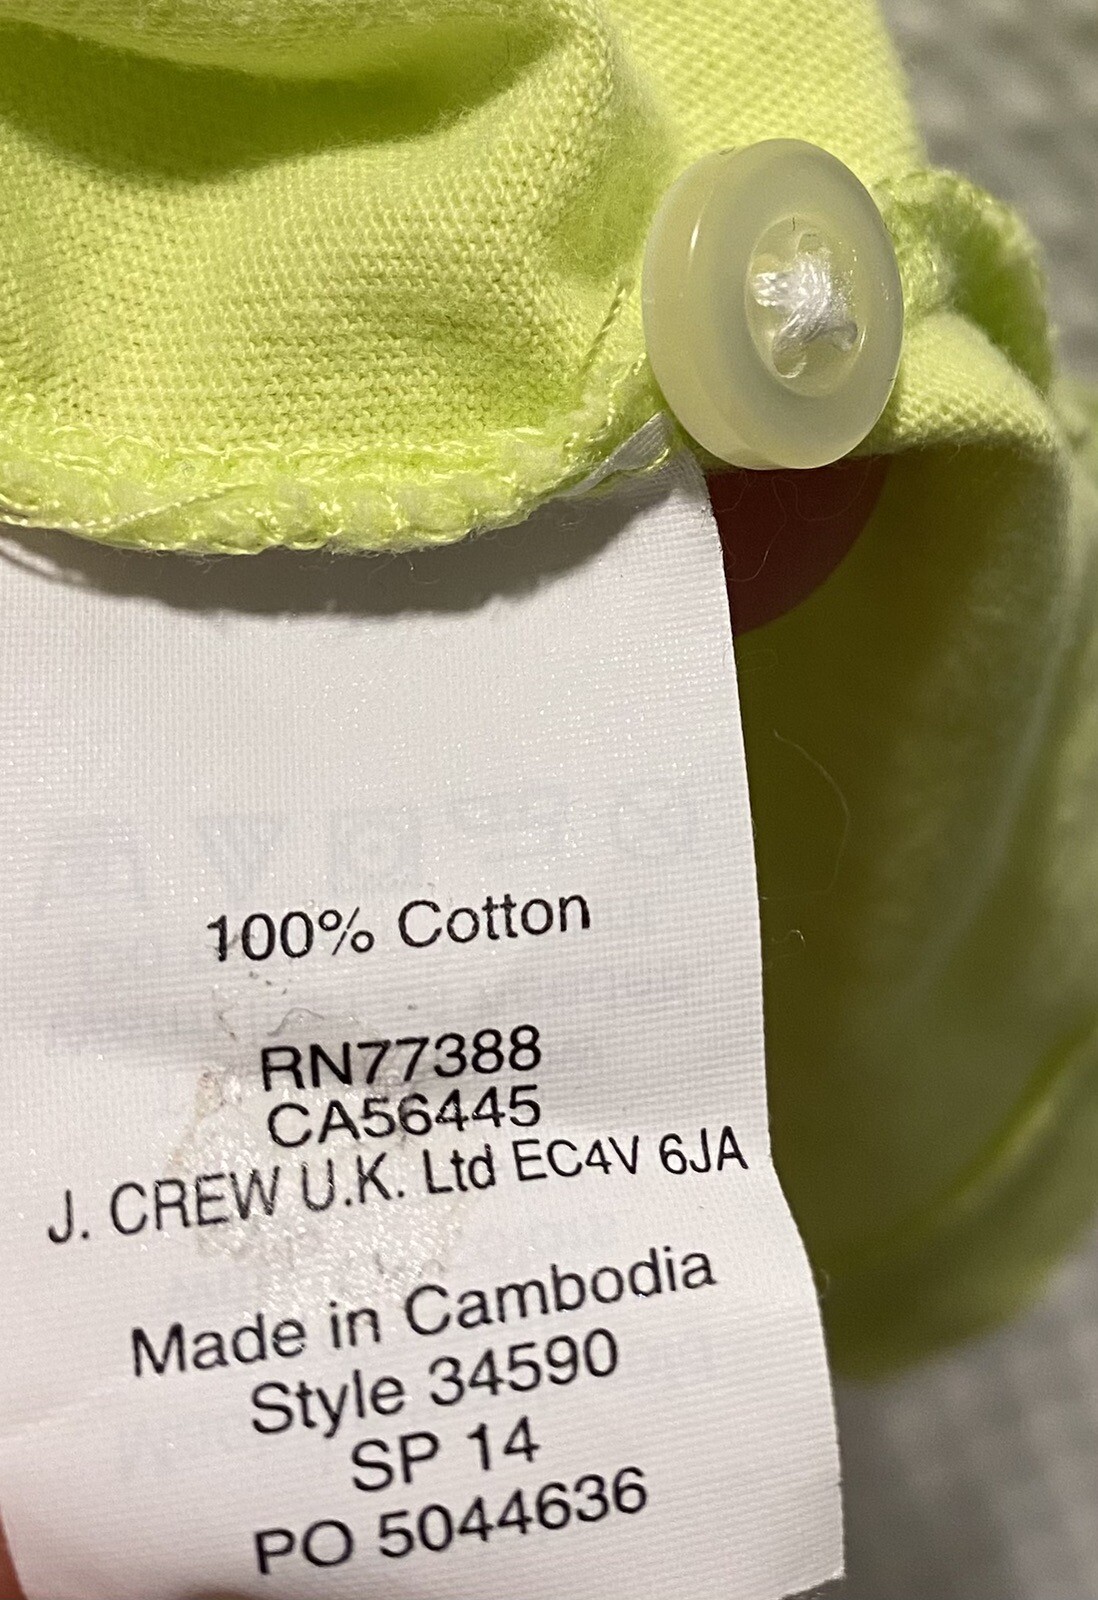 100% Cotton
RN77388
CA56445
J. CREW U.K. Ltd EC4V 6JA
Made in Cambodia
Style 34590
SP 14
PO 5044636